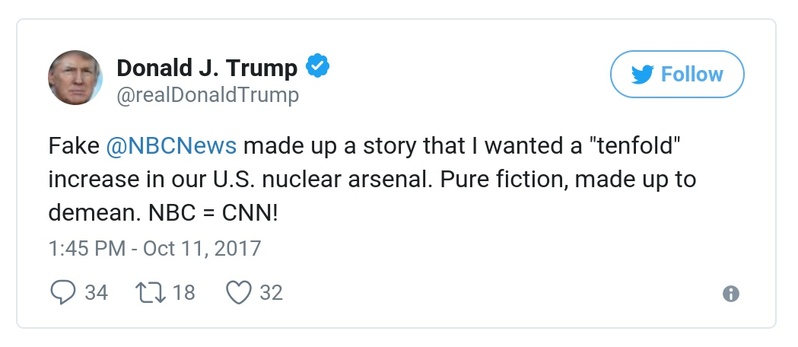 Donald J. Trump
Follow
@realDonaldTrump
Fake @NBCNews made up a story that I wanted a "tenfold"
increase in our U.S. nuclear arsenal. Pure fiction, made up to
demean. NBC = CNN!
1:45 PM - Oct 11, 2017
34 18 32